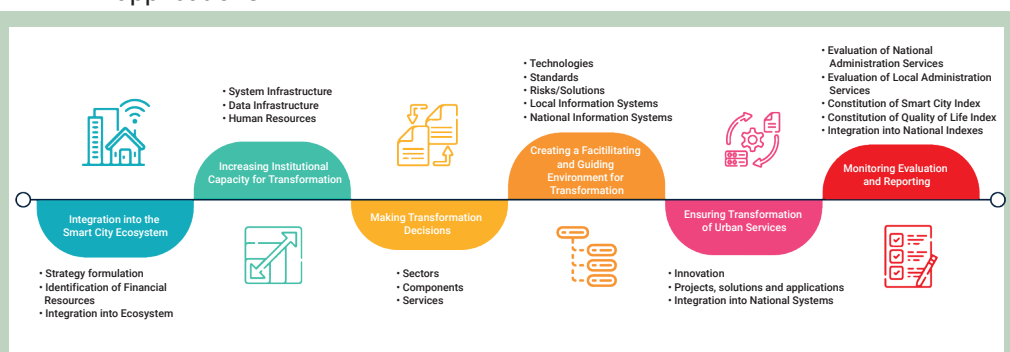 applications
• System Infrastructure
• Data Infrastructure
• Human Resources
• Technologies
• Standards
• Risks/Solutions
• Local Information Systems
• National Information Systems
• Evaluation of National
Administration Services
• Evaluation of Local Administration
Services
• Constitution of Smart City Index
• Constitution of Quality of Life Index
• Integration into National Indexes
Increasing Institutional
Capacity for Transformation
Creating a Facitilitating
and Guiding
Environment for
Transformation
Monitoring Evaluation
and Reporting
Integration into the
Smart City Ecosystem
Making Transformation
Decisions
Ensuring Transformation
of Urban Services
• Strategy formulation
• Identification of Financial
Resources
• Integration into Ecosystem
• Sectors
• Components
• Services
• Innovation
• Projects, solutions and applications
• Integration into National Systems